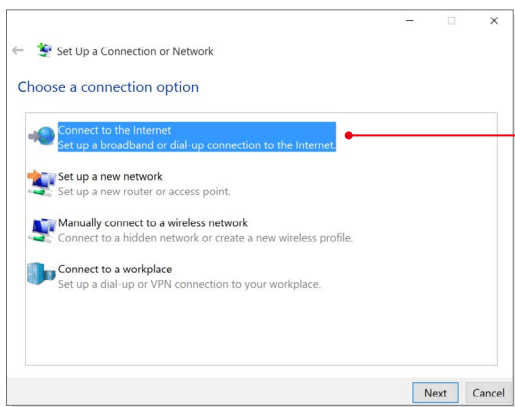 Set Up a Connection or Network
Choose a connection option
Connect to the Internet
Set up a broadband or dial-up connection to the Internet.
Set up a new network
Set up a new router or access point.
Manually connect to a wireless network
Connect to a hidden network or create a new wireless profile.
Connect to a workplace
Set up a dial-up or VPN connection to your workplace.
Next Cancel